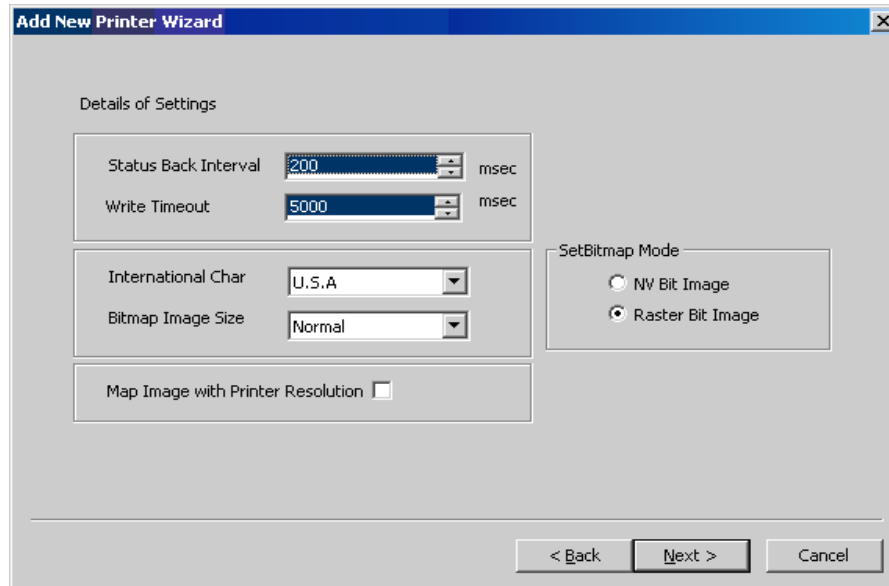 Add New Printer Wizard
Details of Settings
Status Back Interval 200 msec
Write Timeout 5000 msec
International Char U.S.A
Bitmap Image Size Normal
SetBitmap Mode
NV Bit Image
Raster Bit Image
Map Image with Printer Resolution
< Back Next > Cancel